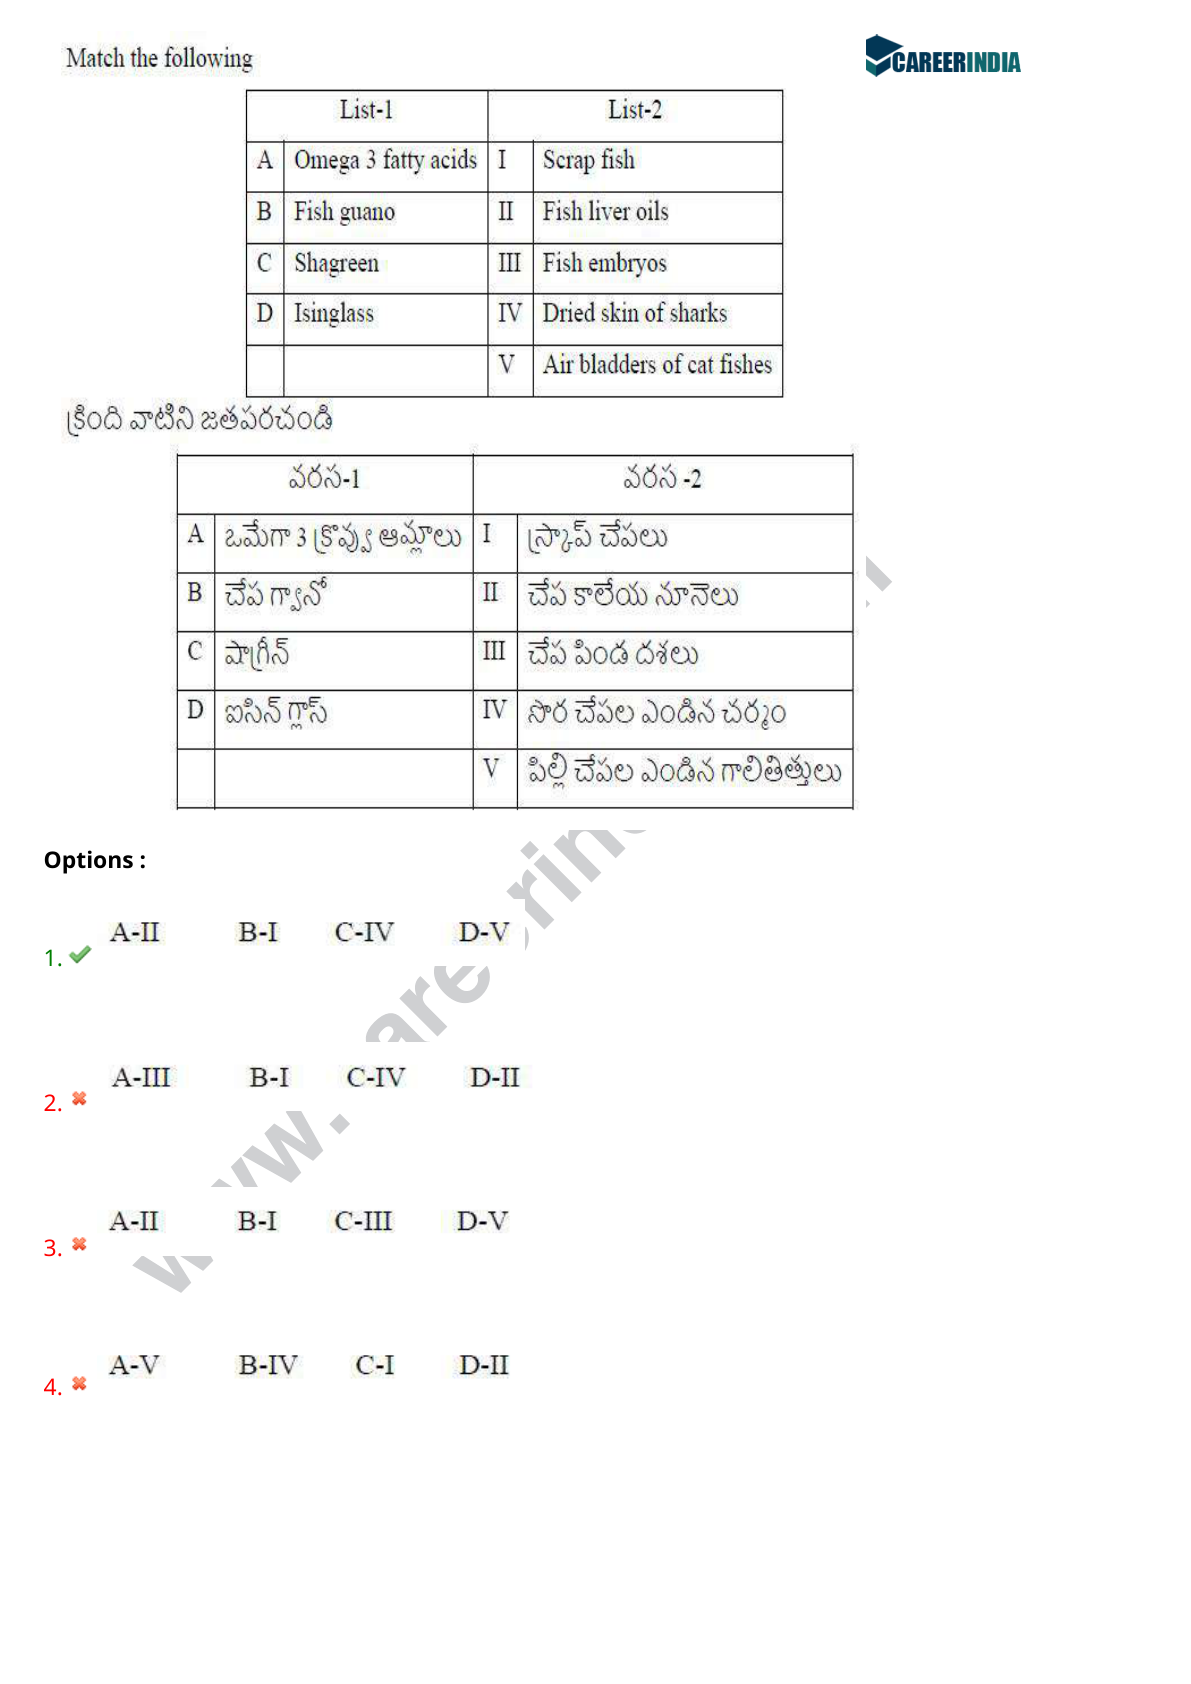 Match the following
CAREERINDIA
List-1 List-2
A Omega 3 fatty acids I Scrap fish
B Fish guano II Fish liver oils
C Shagreen III Fish embryos
D Isinglass IV Dried skin of sharks
V Air bladders of cat fishes
క్రింది వాటిని జతపరచండి
వరస-1 వరస -2
A ఒమేగా 3 క్రొవ్వు ఆమ్లాలు I స్క్రాప్ చేపలు
B చేప గ్వానో II చేప కాలేయ నూనెలు
C షాగ్రీన్ III చేప పిండ దశలు
D ఐసిన్ గ్లాస్ IV సొర చేపల ఎండిన చర్మం
V పిల్లి చేపల ఎండిన గాలితిత్తులు
Options :
1. A-II B-I C-IV D-V
2. A-III B-I C-IV D-II
3. A-II B-I C-III D-V
4. A-V B-IV C-I D-II